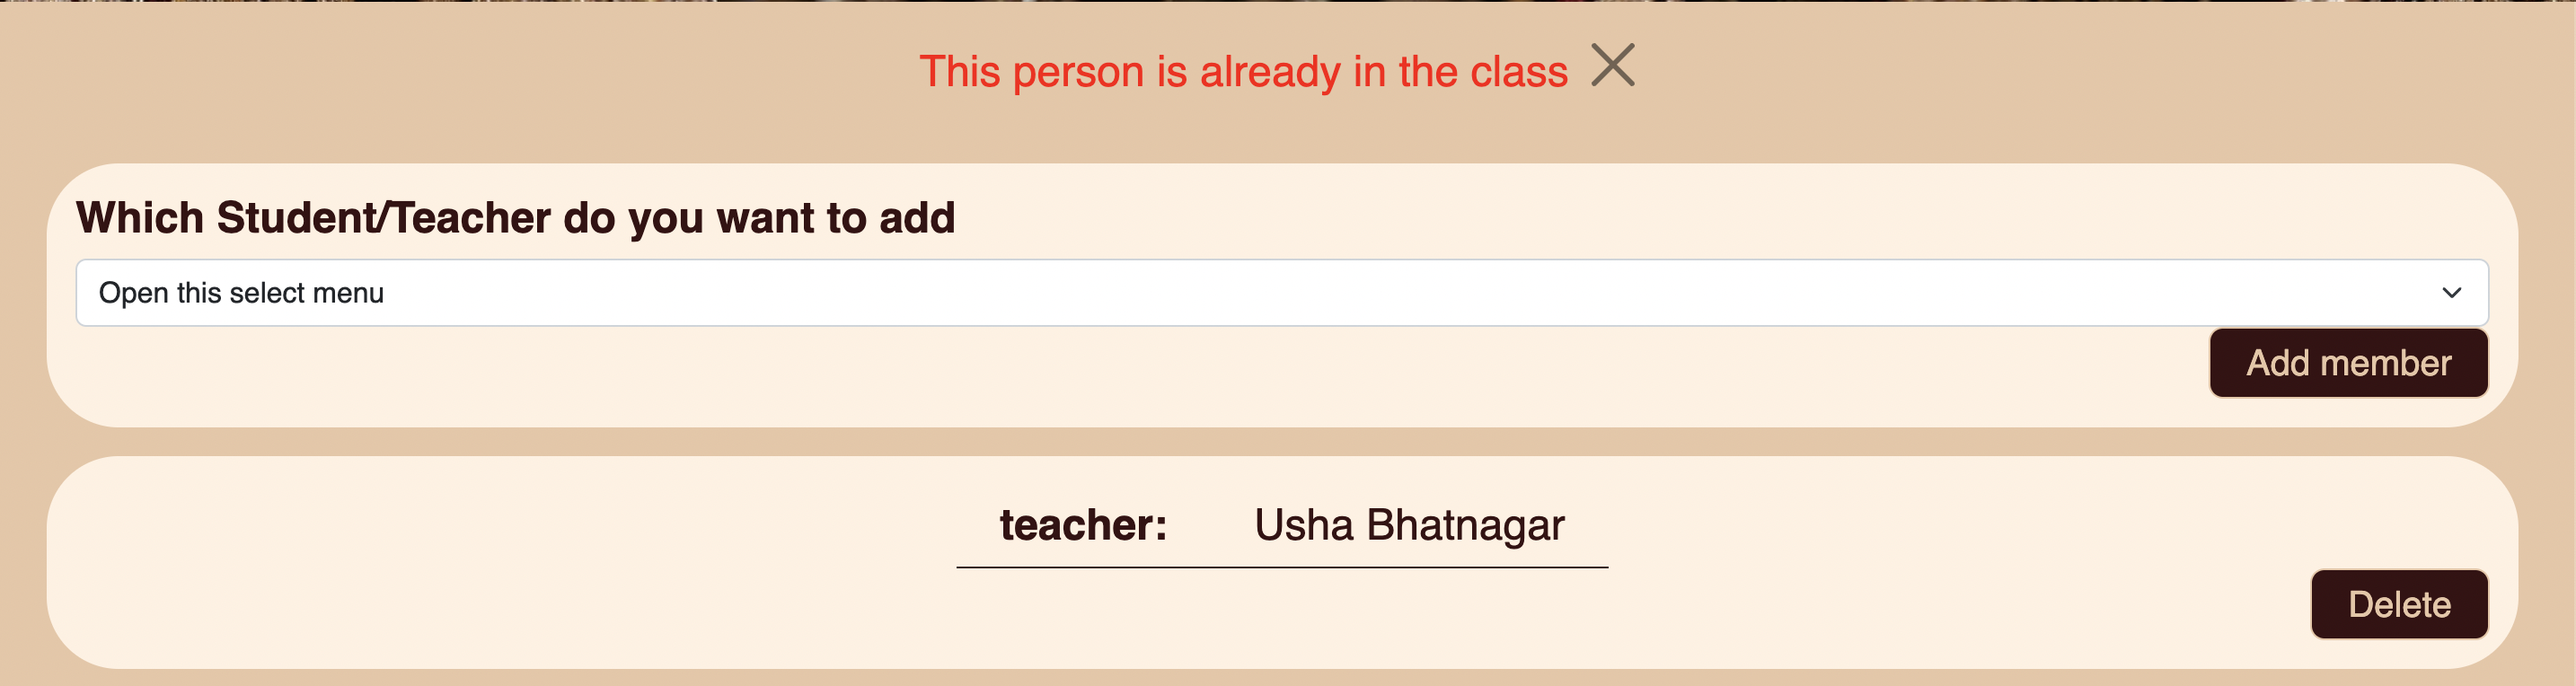 This person is already in the class
Which Student/Teacher do you want to add
Open this select menu
Add member
teacher: Usha Bhatnagar
Delete